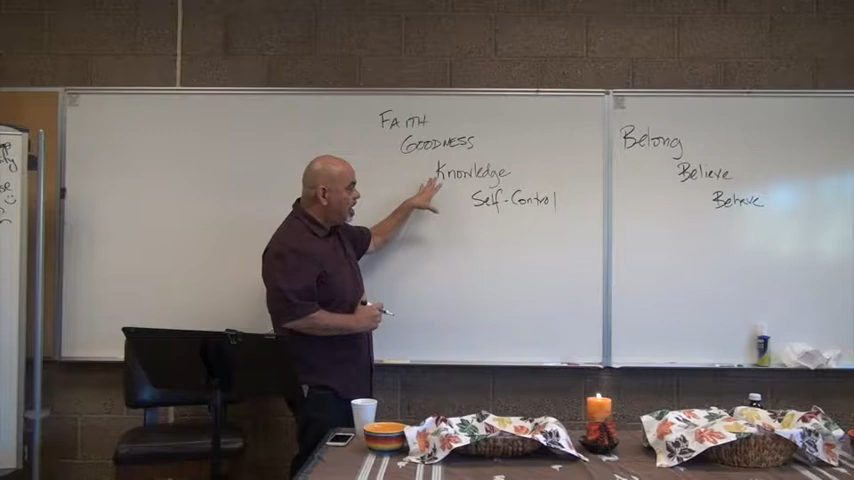 FAITH
GOODNESS
Knowledge
Self-Control
Belong
Believe
Behave